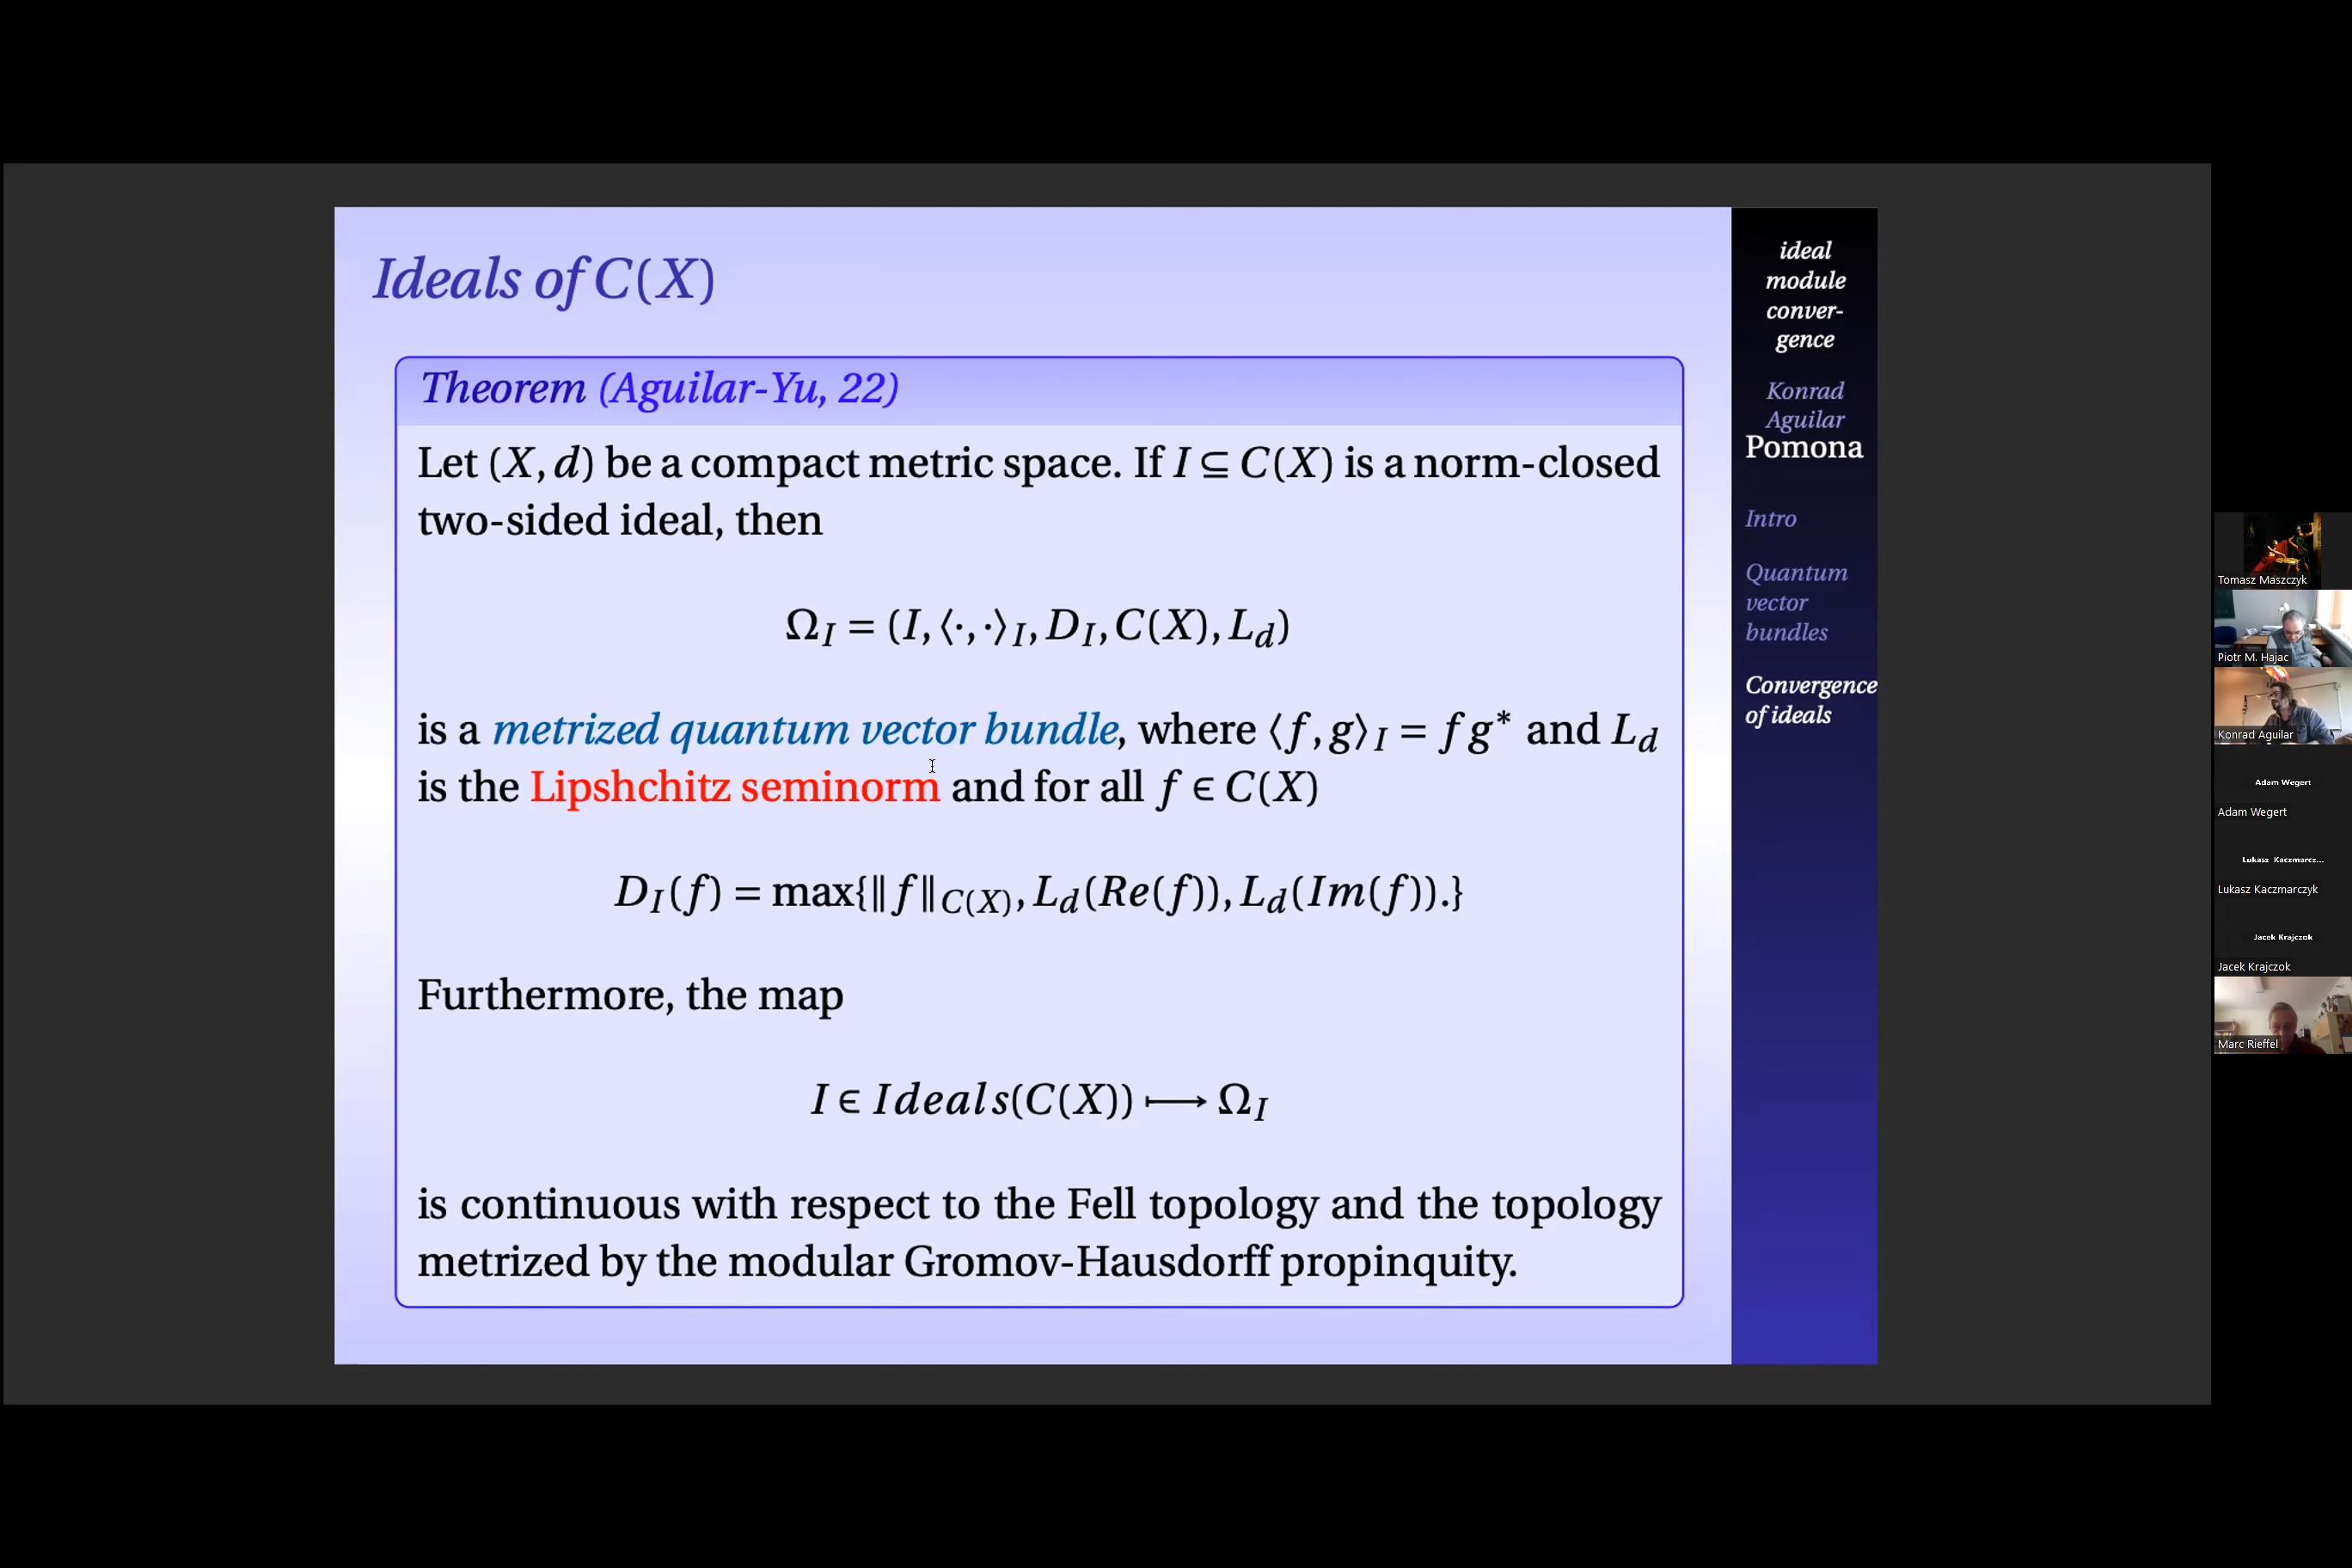 Ideals of C(X)
Theorem (Aguilar-Yu, 22)
Let (X, d) be a compact metric space. If I ⊆ C(X) is a norm-closed
two-sided ideal, then
Ω_I = (I, ⟨·, ·⟩_I, D_I, C(X), L_d)
is a metrized quantum vector bundle, where ⟨f, g⟩_I = f g* and L_d
is the Lipshchitz seminorm and for all f ∈ C(X)
D_I(f) = max{‖f‖_{C(X)}, L_d(Re(f)), L_d(Im(f)).}
Furthermore, the map
I ∈ Ideals(C(X)) ⟼ Ω_I
is continuous with respect to the Fell topology and the topology
metrized by the modular Gromov-Hausdorff propinquity.
ideal
module
conver-
gence
Konrad
Aguilar
Pomona
Intro
Quantum
vector
bundles
Convergence
of ideals
Tomasz Maszczyk
Piotr M. Hajac
Konrad Aguilar
Adam Wegert
Adam Wegert
Lukasz Kaczmarcz...
Lukasz Kaczmarczyk
Jacek Krajczok
Jacek Krajczok
Marc Rieffel